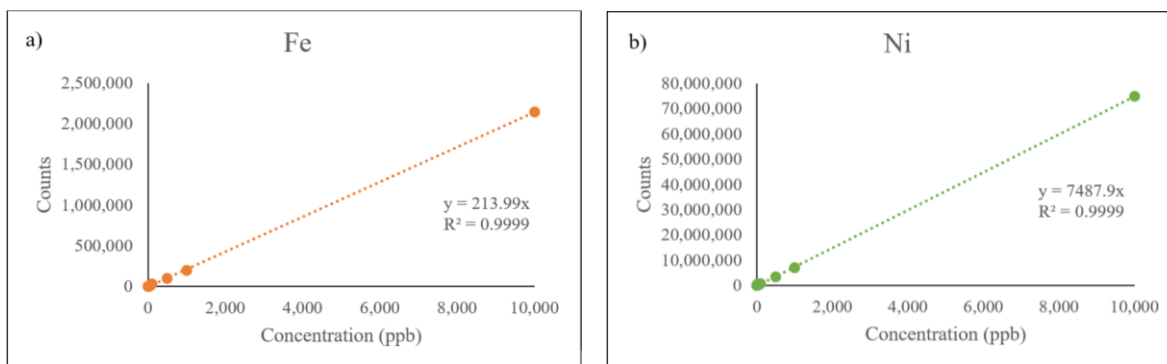 a)
Fe
2,500,000
2,000,000
1,500,000
1,000,000
500,000
0
Counts
y = 213.99x
R² = 0.9999
0 2,000 4,000 6,000 8,000 10,000
Concentration (ppb)
b)
Ni
80,000,000
70,000,000
60,000,000
50,000,000
40,000,000
30,000,000
20,000,000
10,000,000
0
Counts
y = 7487.9x
R² = 0.9999
0 2,000 4,000 6,000 8,000 10,000
Concentration (ppb)